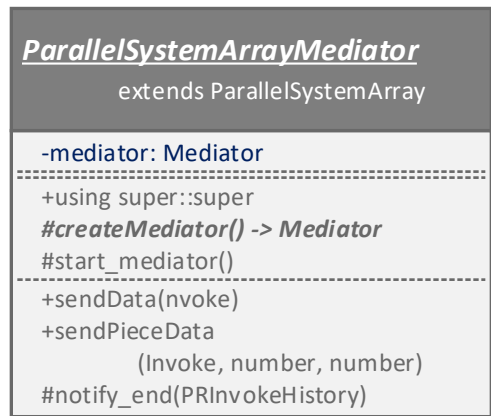 ParallelSystemArrayMediator
extends ParallelSystemArray
-mediator: Mediator
+using super::super
#createMediator() -> Mediator
#start_mediator()
+sendData(nvoke)
+sendPieceData
(Invoke, number, number)
#notify_end(PRInvokeHistory)